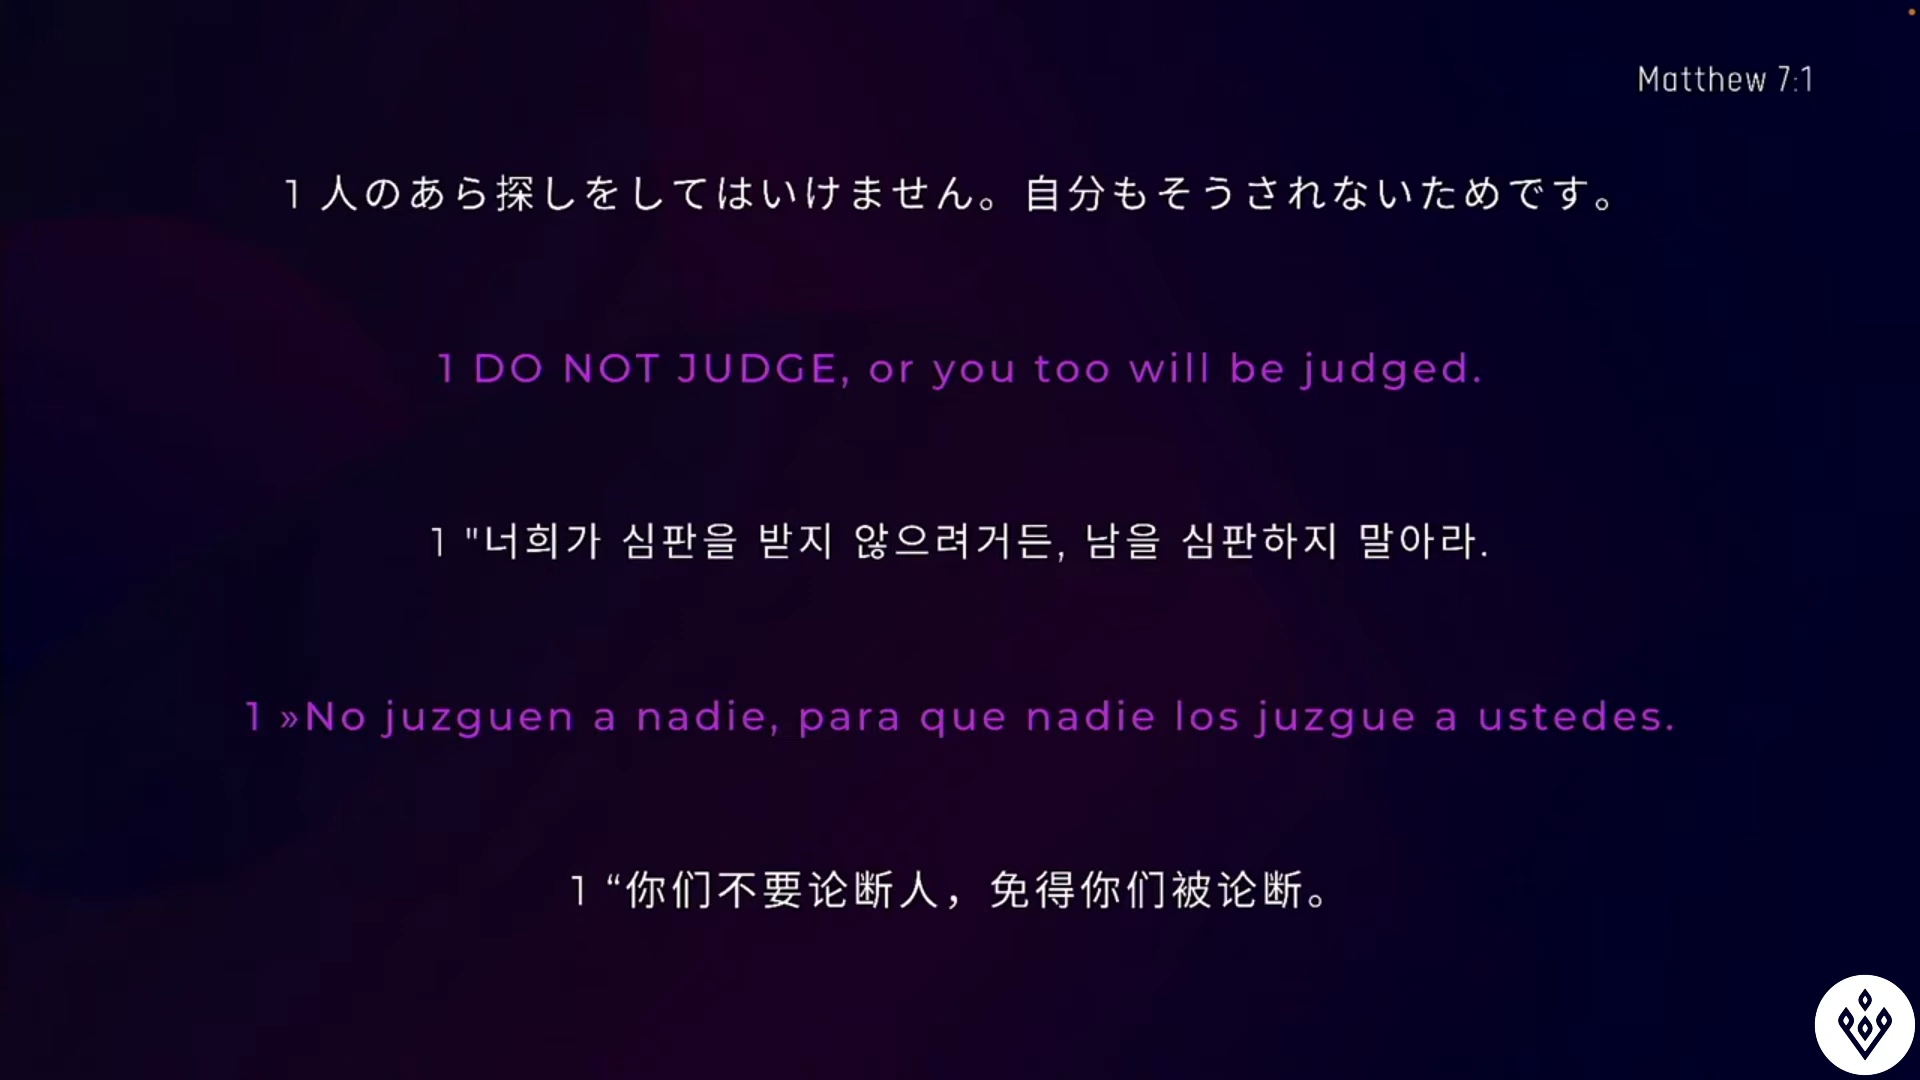 Matthew 7:1
1 人のあら探しをしてはいけません。自分もそうされないためです。
1 DO NOT JUDGE, or you too will be judged.
1 "너희가 심판을 받지 않으려거든, 남을 심판하지 말아라.
1 »No juzguen a nadie, para que nadie los juzgue a ustedes.
1 “你们不要论断人，免得你们被论断。